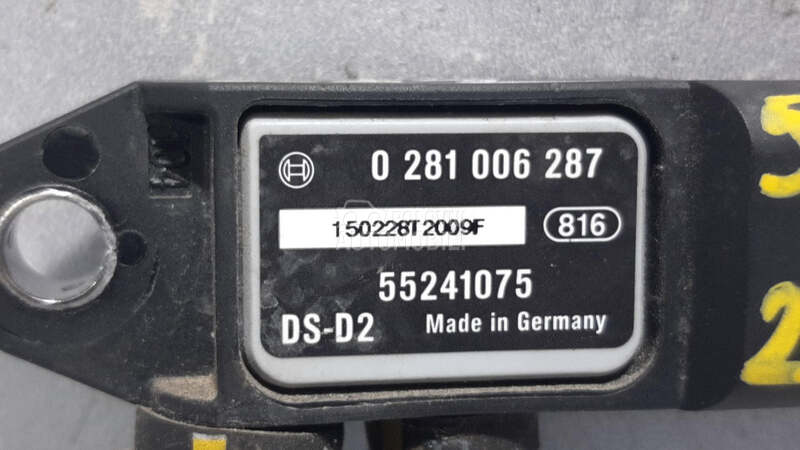 0 281 006 287
150228T2009F 816
55241075
DS-D2 Made in Germany